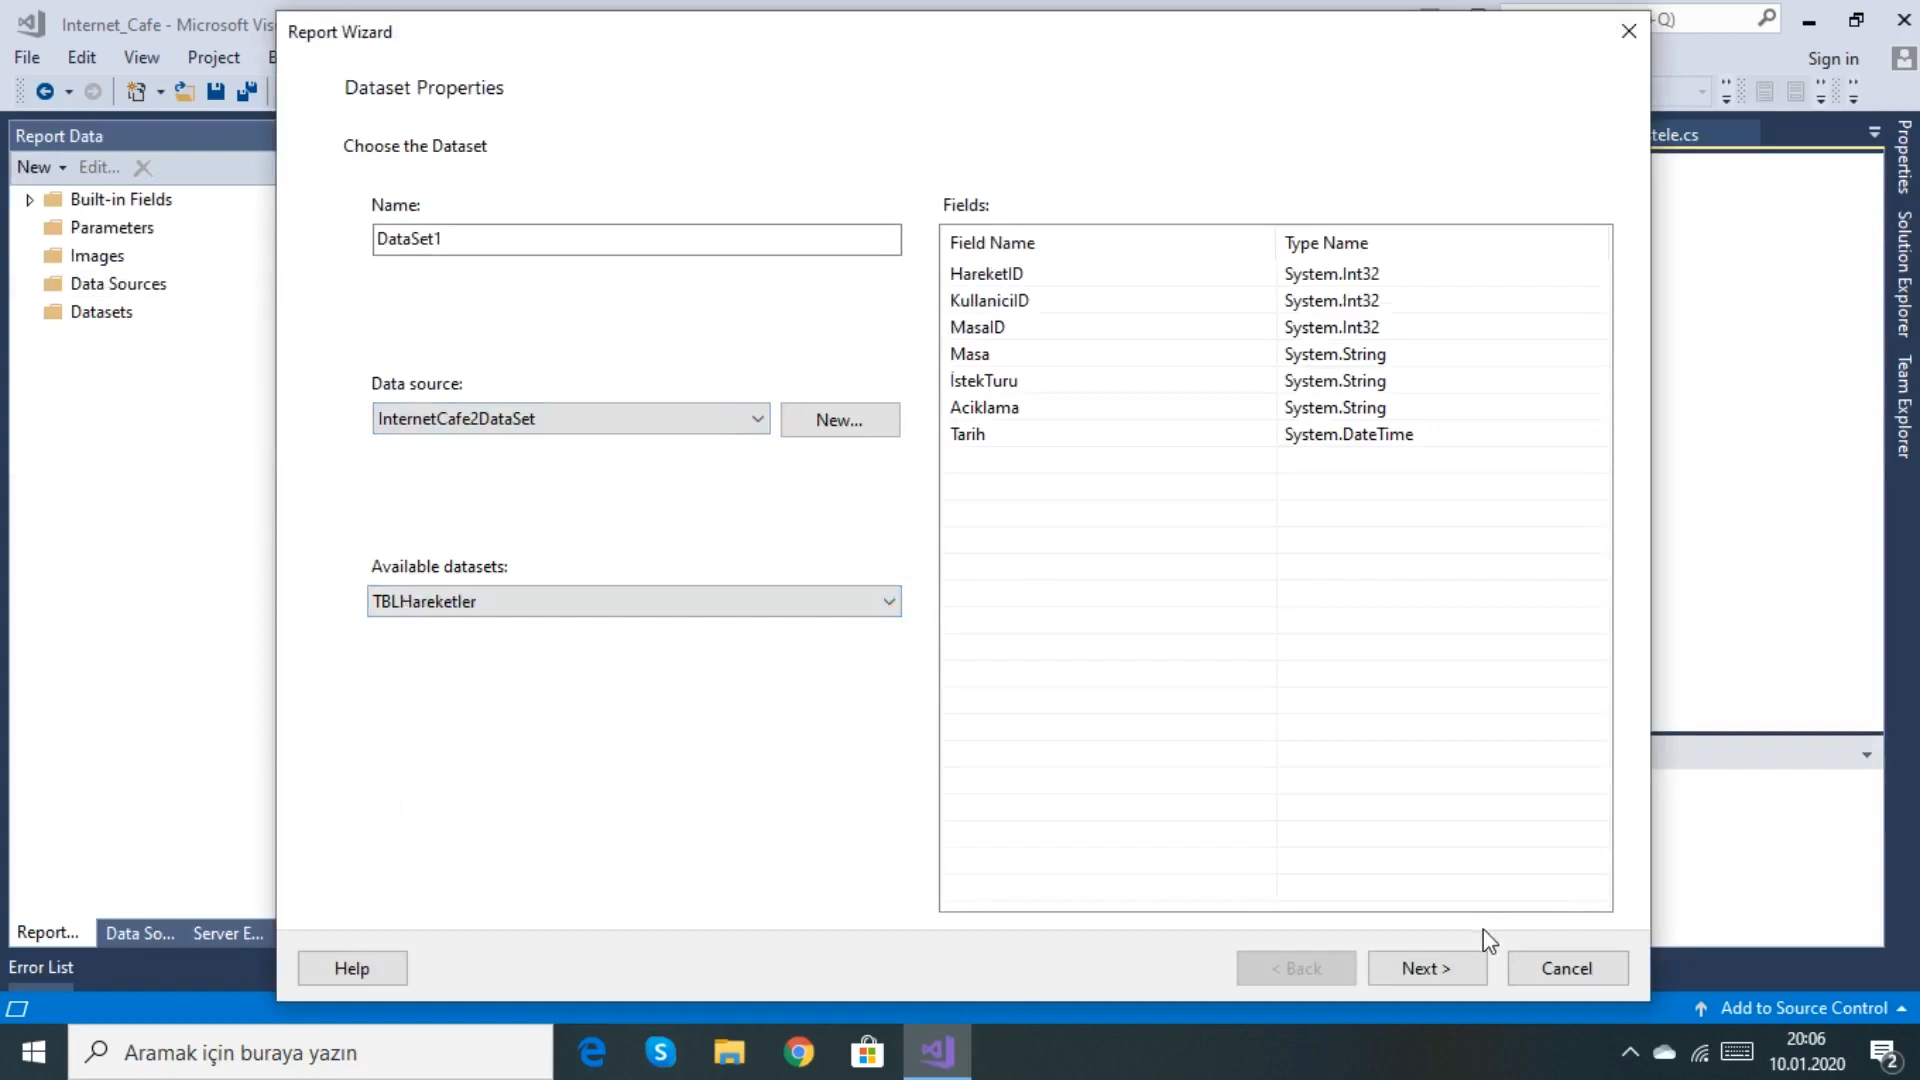 Internet_Cafe - Microsoft Vis
Report Wizard
-Q)
File Edit View Project
Sign in
Dataset Properties
Report Data
tele.cs
Choose the Dataset
New Edit...
Built-in Fields
Parameters
Images
Data Sources
Datasets
Name:
DataSet1
Data source:
InternetCafe2DataSet
New...
Available datasets:
TBLHareketler
Fields:
Field Name Type Name
HareketID System.Int32
KullaniciID System.Int32
MasaID System.Int32
Masa System.String
İstekTuru System.String
Aciklama System.String
Tarih System.DateTime
Properties
Solution Explorer
Team Explorer
Report... Data So... Server E...
Error List
Help
< Back
Next >
Cancel
Add to Source Control
Aramak için buraya yazın
20:06
10.01.2020
2